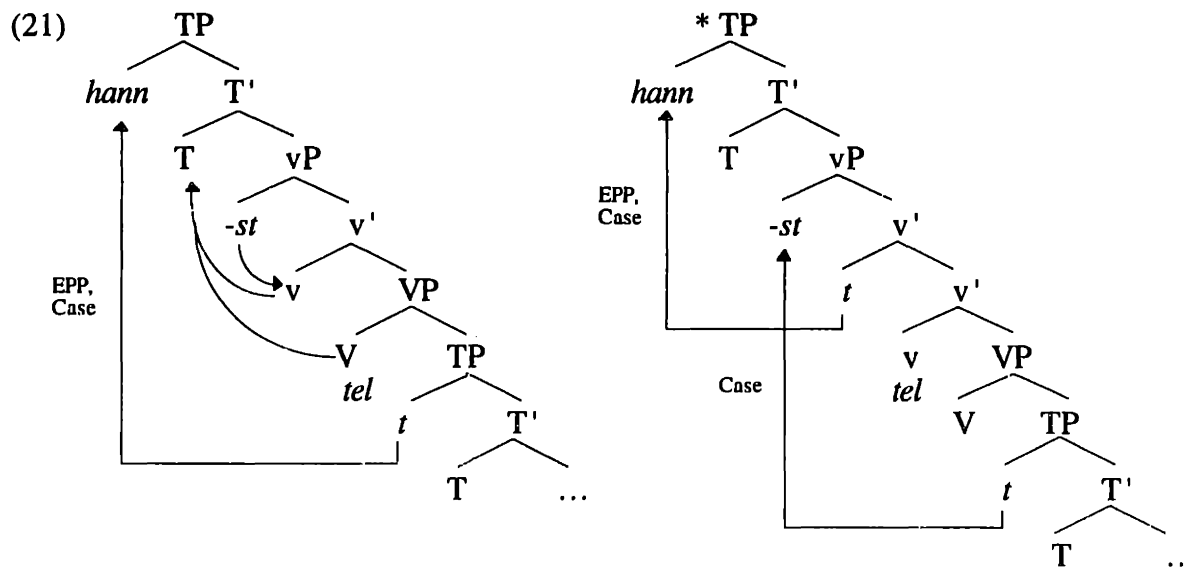 (21) TP * TP
hann T' hann T'
T vP T vP
EPP,
Case
-st v' -st v'
EPP,
Case
v VP t v'
V TP v VP
tel tel
Case
t T' V TP
T ... t T'
T ..